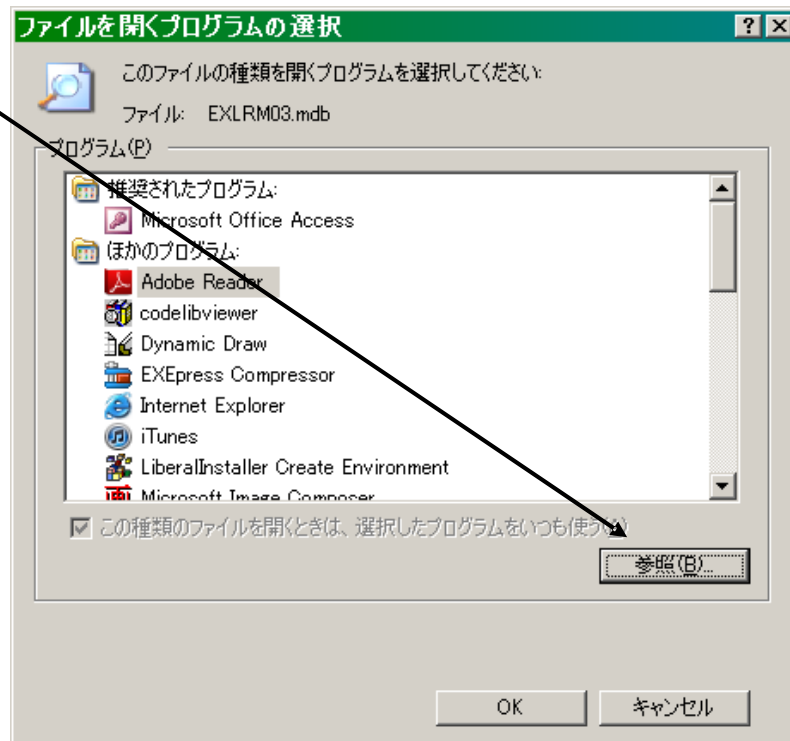 ファイルを開くプログラムの選択
このファイルの種類を開くプログラムを選択してください:
ファイル: EXLRM03.mdb
プログラム(P)
推奨されたプログラム:
Microsoft Office Access
ほかのプログラム:
Adobe Reader
codelibviewer
Dynamic Draw
EXEpress Compressor
Internet Explorer
iTunes
LiberalInstaller Create Environment
Microsoft Image Composer
この種類のファイルを開くときは、選択したプログラムをいつも使う(A)
参照(B)...
OK
キャンセル